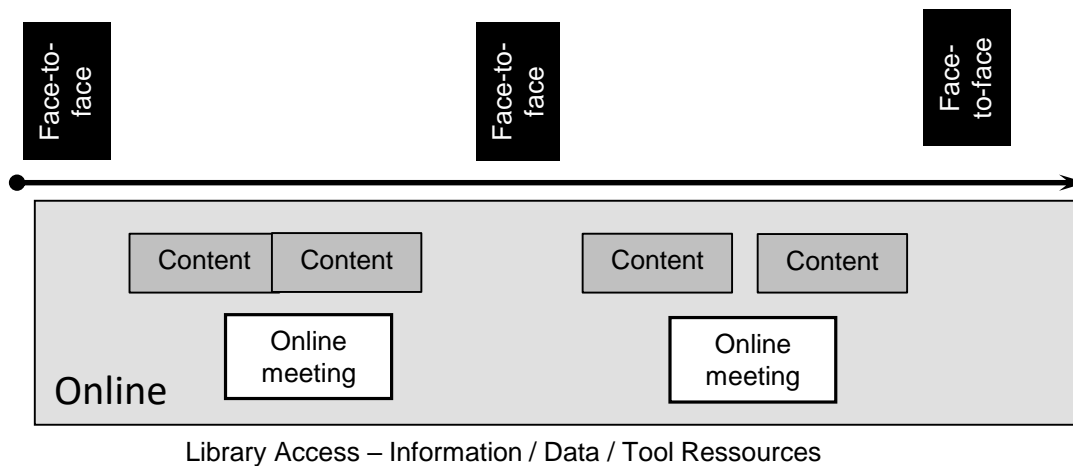 Face-to-
face
Face-to-
face
Face-
to-face
Content
Content
Content
Content
Online
meeting
Online
meeting
Online
Library Access – Information / Data / Tool Ressources